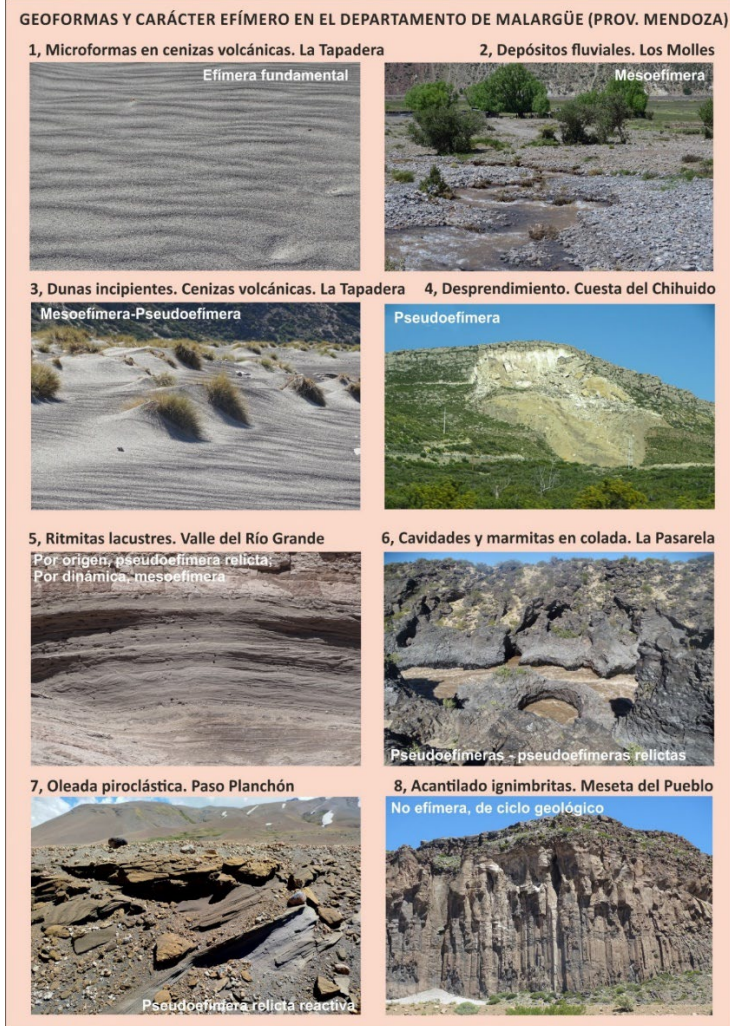 GEOFORMAS Y CARÁCTER EFÍMERO EN EL DEPARTAMENTO DE MALARGÜE (PROV. MENDOZA)
1, Microformas en cenizas volcánicas. La Tapadera
Efímera fundamental
2, Depósitos fluviales. Los Molles
Mesoefímera
3, Dunas incipientes. Cenizas volcánicas. La Tapadera
Mesoefímera-Pseudoefímera
4, Desprendimiento. Cuesta del Chihuido
Pseudoefímera
5, Ritmitas lacustres. Valle del Río Grande
Por origen, pseudoefímera relicta;
Por dinámica, mesoefímera
6, Cavidades y marmitas en colada. La Pasarela
Pseudoefímeras - pseudoefímeras relictas
7, Oleada piroclástica. Paso Planchón
Pseudoefímera relicta reactiva
8, Acantilado ignimbritas. Meseta del Pueblo
No efímera, de ciclo geológico